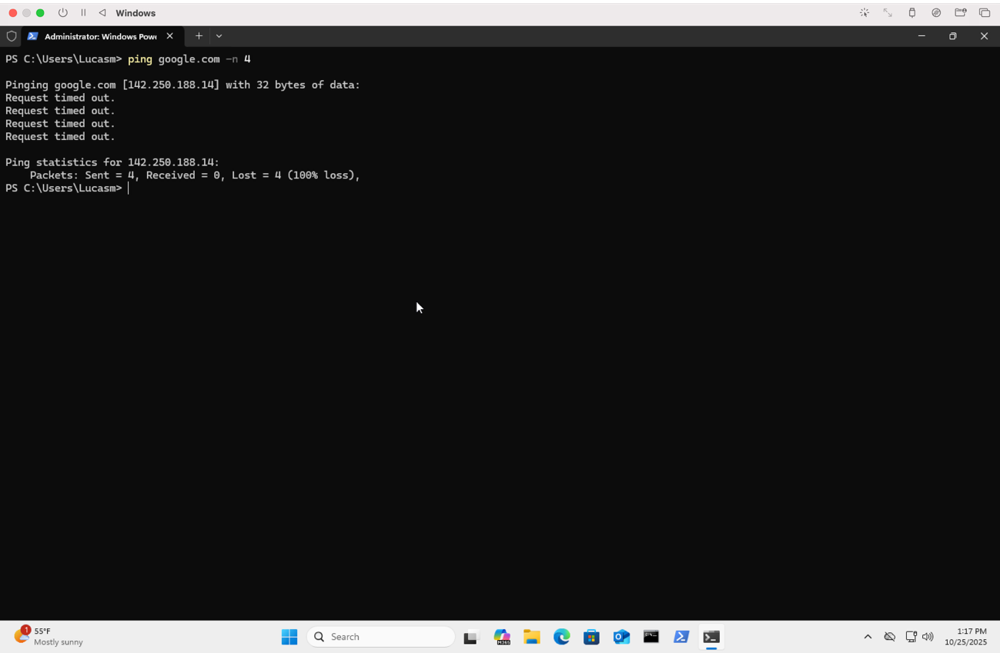 Windows
Administrator: Windows Powe
PS C:\Users\Lucasm> ping google.com -n 4
Pinging google.com [142.250.188.14] with 32 bytes of data:
Request timed out.
Request timed out.
Request timed out.
Request timed out.
Ping statistics for 142.250.188.14:
Packets: Sent = 4, Received = 0, Lost = 4 (100% loss),
PS C:\Users\Lucasm>
1
55°F
Mostly sunny
Search
M365
1:17 PM
10/25/2025